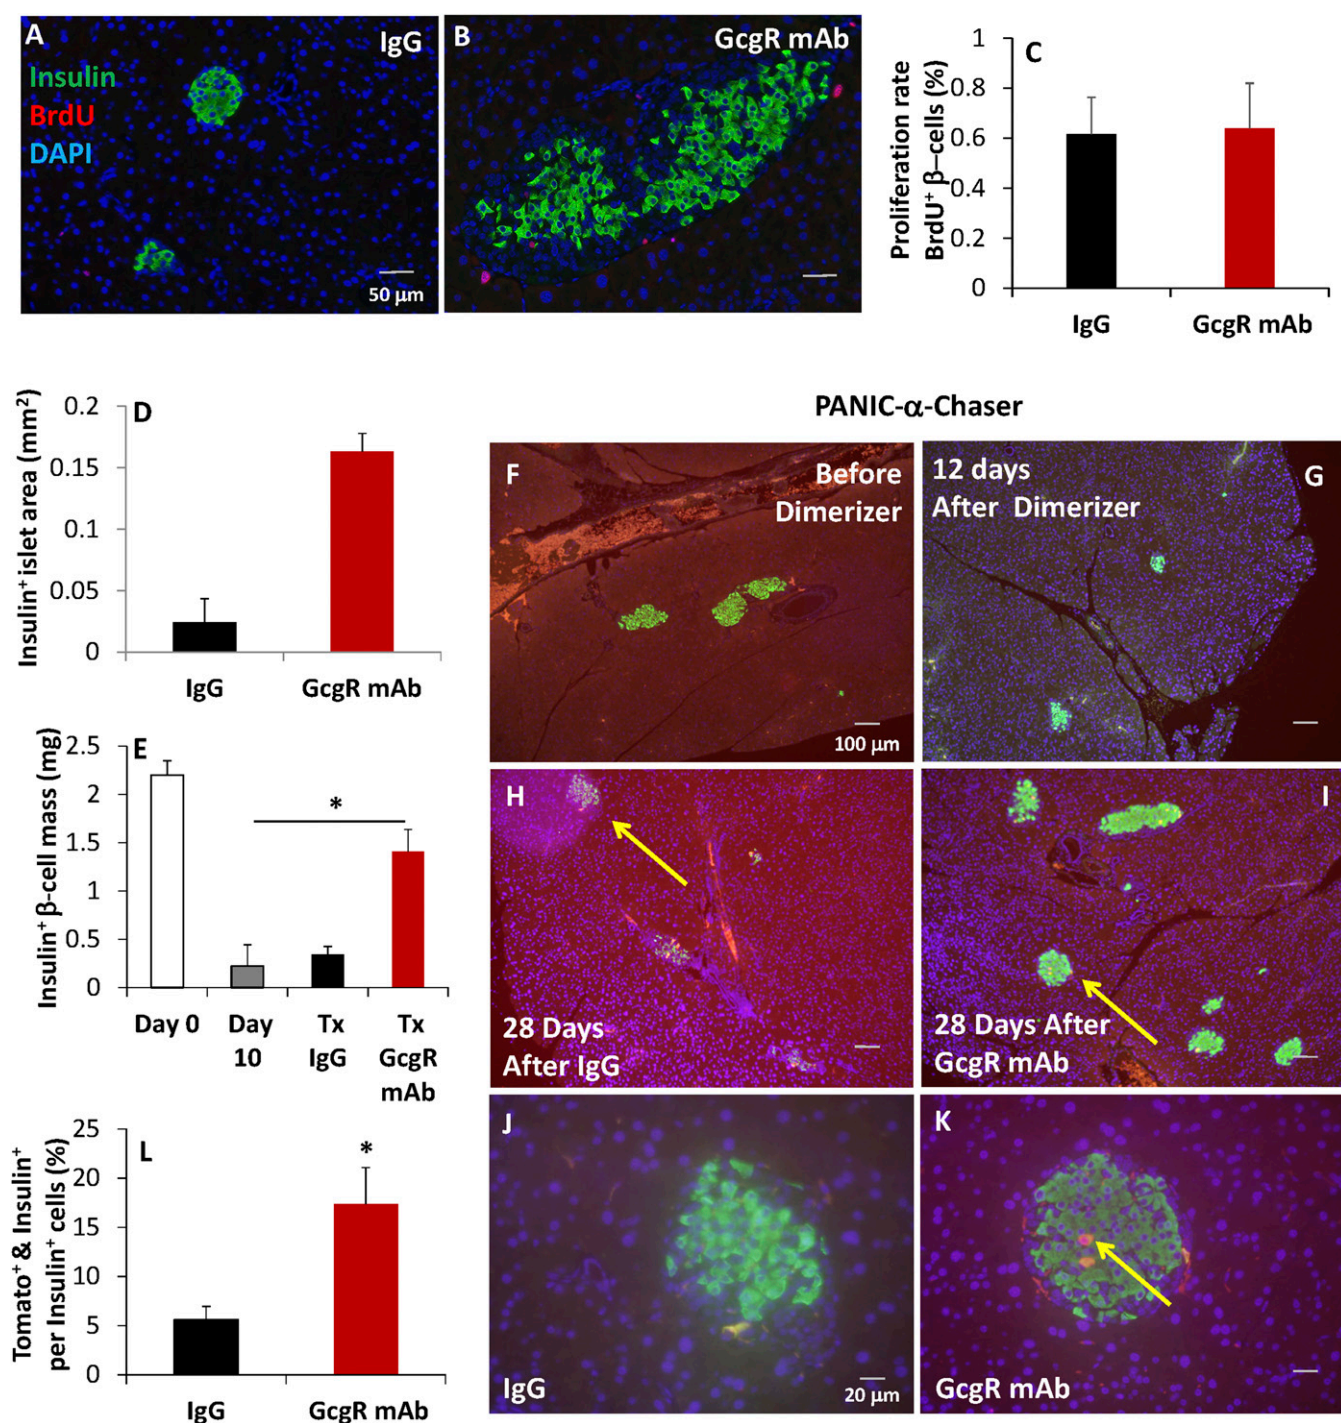 A
IgG
Insulin
BrdU
DAPI
50 µm
B
GcgR mAb
C
Proliferation rate
BrdU⁺ β–cells (%)
1
0.8
0.6
0.4
0.2
0
IgG
GcgR mAb
D
Insulin⁺ islet area (mm²)
0.2
0.15
0.1
0.05
0
IgG
GcgR mAb
E
Insulin⁺ β-cell mass (mg)
2.5
2
1.5
1
0.5
0
*
Day 0
Day
10
Tx
IgG
Tx
GcgR
mAb
PANIC-α-Chaser
F
Before
Dimerizer
100 µm
12 days
After Dimerizer
G
H
28 Days
After IgG
I
28 Days After
GcgR mAb
J
IgG
20 µm
K
GcgR mAb
L
Tomato⁺ & Insulin⁺
per Insulin⁺ cells (%)
25
20
15
10
5
0
*
IgG
GcgR mAb